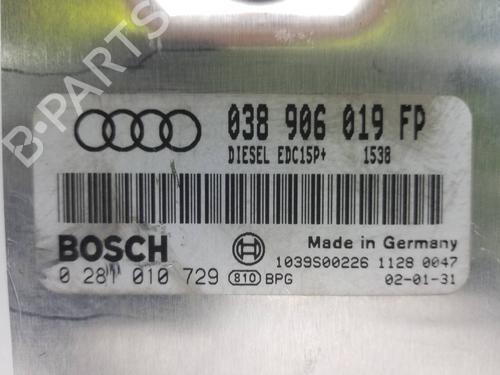 B-PARTS
038 906 019 FP
DIESEL EDC15P+ 1538
BOSCH
Made in Germany
1039S00226 1128 0047
0 281 010 729 810 BPG 02-01-31